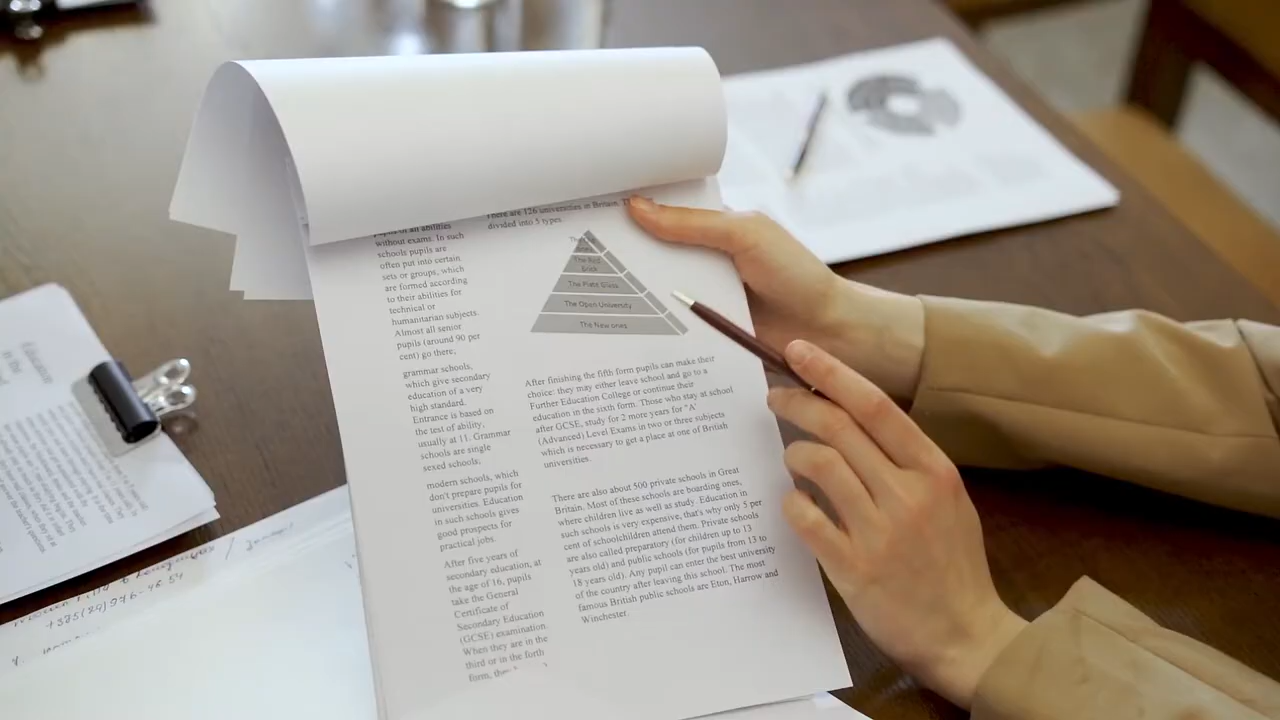 There are 126 universities in Britain.
divided into 5 types.
pupils of all abilities
without exams. In such
schools pupils are
often put into certain
sets or groups, which
are formed according
to their abilities for
technical or
humanitarian subjects.
Almost all senior
pupils (around 90 per
cent) go there;
grammar schools,
which give secondary
education of a very
high standard.
Entrance is based on
the test of ability,
usually at 11. Grammar
schools are single
sexed schools;
modern schools, which
don't prepare pupils for
universities. Education
in such schools gives
good prospects for
practical jobs.
After five years of
secondary education, at
the age of 16, pupils
take the General
Certificate of
Secondary Education
(GCSE) examination.
When they are in the
third or in the forth
form,
The Red
brick
The Plate Glass
The Open University
The New ones
After finishing the fifth form pupils can make their
choice: they may either leave school and go to a
Further Education College or continue their
education in the sixth form. Those who stay at school
after GCSE, study for 2 more years for "A'
(Advanced) Level Exams in two or three subjects
which is necessary to get a place at one of British
universities.
There are also about 500 private schools in Great
Britain. Most of these schools are boarding ones,
where children live as well as study. Education in
such schools is very expensive, that's why only 5 per
cent of schoolchildren attend them. Private schools
are also called preparatory (for children up to 13
years old) and public schools (for pupils from 13 to
18 years old). Any pupil can enter the best university
of the country after leaving this school. The most
famous British public schools are Eton, Harrow and
Winchester.